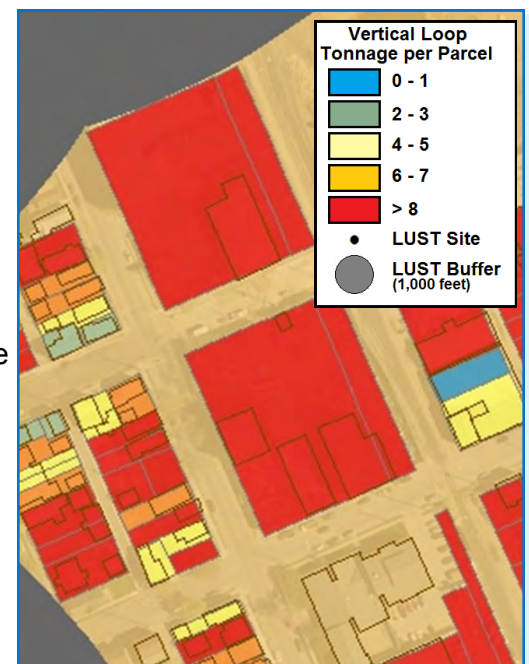 Vertical Loop
Tonnage per Parcel
0 - 1
2 - 3
4 - 5
6 - 7
> 8
LUST Site
LUST Buffer
(1,000 feet)
e